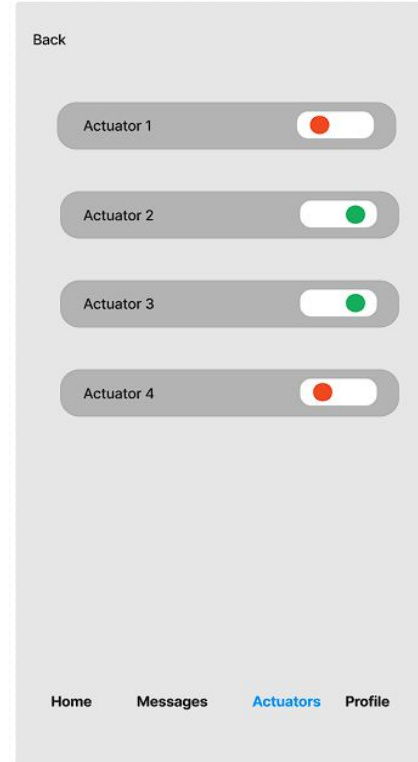 Back
Actuator 1
Actuator 2
Actuator 3
Actuator 4
Home Messages Actuators Profile